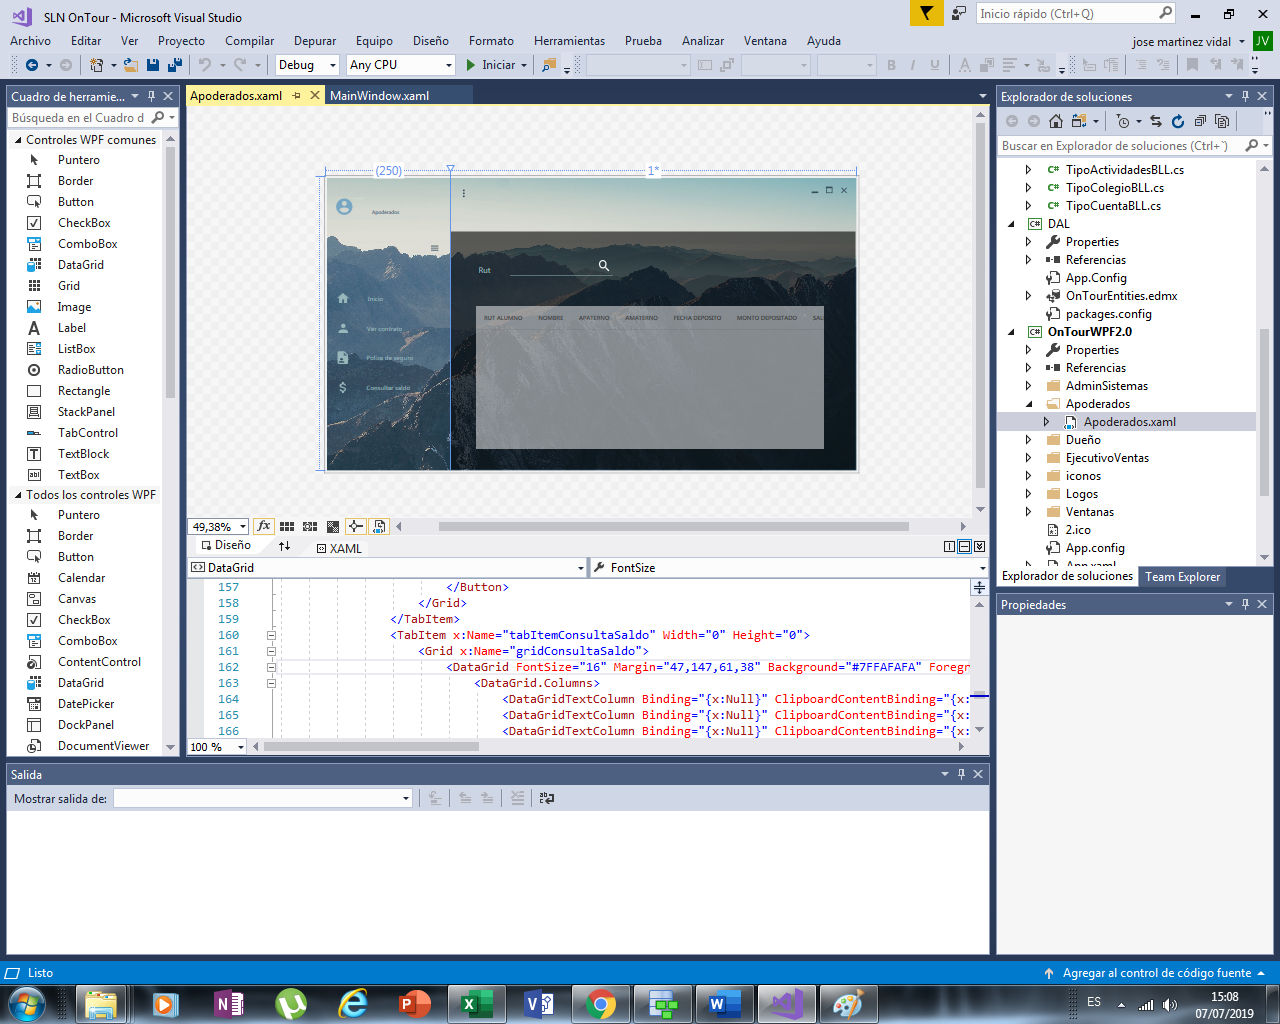 SLN OnTour - Microsoft Visual Studio
Inicio rápido (Ctrl+Q)
Archivo Editar Ver Proyecto Compilar Depurar Equipo Diseño Formato Herramientas Prueba Analizar Ventana Ayuda
jose martinez vidal JV
Debug Any CPU Iniciar
Cuadro de herramie...
Búsqueda en el Cuadro d
Controles WPF comunes
Puntero
Border
Button
CheckBox
ComboBox
DataGrid
Grid
Image
Label
ListBox
RadioButton
Rectangle
StackPanel
TabControl
TextBlock
TextBox
Todos los controles WPF
Puntero
Border
Button
Calendar
Canvas
CheckBox
ComboBox
ContentControl
DataGrid
DatePicker
DockPanel
DocumentViewer
Apoderados.xaml MainWindow.xaml
(250) 1*
Apoderados
Inicio
Ver contrato
Poliza de seguro
Consultar saldo
Rut
RUT ALUMNO NOMBRE APATERNO AMATERNO FECHA DEPOSITO MONTO DEPOSITADO SAL
49,38%
Diseño XAML
DataGrid FontSize
157 </Button>
158 </Grid>
159 </TabItem>
160 <TabItem x:Name="tabItemConsultaSaldo" Width="0" Height="0">
161 <Grid x:Name="gridConsultaSaldo">
162 <DataGrid FontSize="16" Margin="47,147,61,38" Background="#7FFAFAFA" Foregr
163 <DataGrid.Columns>
164 <DataGridTextColumn Binding="{x:Null}" ClipboardContentBinding="{x:
165 <DataGridTextColumn Binding="{x:Null}" ClipboardContentBinding="{x:
166 <DataGridTextColumn Binding="{x:Null}" ClipboardContentBinding="{x:
100 %
Explorador de soluciones
Buscar en Explorador de soluciones (Ctrl+`)
TipoActividadesBLL.cs
TipoColegioBLL.cs
TipoCuentaBLL.cs
DAL
Properties
Referencias
App.Config
OnTourEntities.edmx
packages.config
OnTourWPF2.0
Properties
Referencias
AdminSistemas
Apoderados
Apoderados.xaml
Dueño
EjecutivoVentas
iconos
Logos
Ventanas
2.ico
App.config
App.xaml
Explorador de soluciones Team Explorer
Propiedades
Salida
Mostrar salida de:
Listo
Agregar al control de código fuente
ES
15:08
07/07/2019